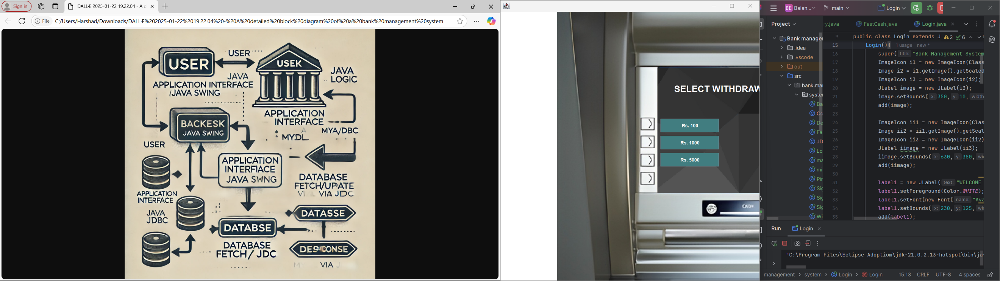 Sign in
DALL·E 2025-01-22 19.22.04 - A d
File
C:/Users/Harshad/Downloads/DALL·E%202025-01-22%2019.22.04%20-%20A%20detailed%20block%20diagram%20of%20a%20bank%20management%20system....
USER
USER
USEK
JAVA
LOGIC
JAVA
APPLICATION INTERFACE
/JAVA SWING
APPLICATION
INTERFACE
BACKESK
JAVA SWING
MYA/DBC
MYDL
USER
APPLICATION
INTERFIACE
JAVA SWNG
DATABASE
FETCH/UPATE
VIA JDC
APPLICATION
INTERFACE
JAVA
JDBC
DATASSE
DATABSE
DATABASE
FETCH/ JDC
VIA J
SELECT WITHDRAW
Rs. 100
Rs. 1000
Rs. 5000
BE Balan...
main
Login
Project
y.java
FastCash.java
Login.java
Bank manage
.idea
.vscode
out
src
bank.ma
syste
Ba
Co
De
Fa
JD
Lo
ma
mi
Pin
Sig
Sig
Sig
Wi
9 public class Login extends J 2 6
15 Login(){ 1 usage new *
16 super( title: "Bank Management System
17 ImageIcon i1 = new ImageIcon(Class
18 Image i2 = i1.getImage().getScaled
19 ImageIcon i3 = new ImageIcon(i2);
20 JLabel image = new JLabel(i3);
21 image.setBounds( x: 350, y: 10, width
22 add(image);
23
24 ImageIcon ii1 = new ImageIcon(Clas
25 Image ii2 = ii1.getImage().getScal
26 ImageIcon ii3 = new ImageIcon(ii2)
27 JLabel iimage = new JLabel(ii3);
28 iimage.setBounds( x: 630, y: 350, wid
29 add(iimage);
30
31 label1 = new JLabel( text: "WELCOME
32 label1.setForeground(Color.WHITE);
33 label1.setFont(new Font( name: "Ava
34 label1.setBounds( x: 230, y: 125, wid
35 add(label1);
Run
Login
"C:\Program Files\Eclipse Adoptium\jdk-21.0.2.13-hotspot\bin\ja
management > system > Login > Login 15:13 CRLF UTF-8 4 spaces